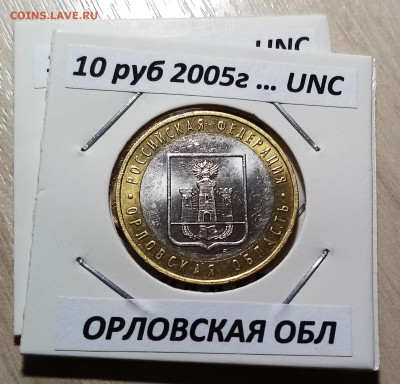 COINS.LAVE.RU
UNC
10 руб 2005г ... UNC
РОССИЙСКАЯ ФЕДЕРАЦИЯ
ОРЛОВСКАЯ ОБЛАСТЬ
ОРЛОВСКАЯ ОБЛ